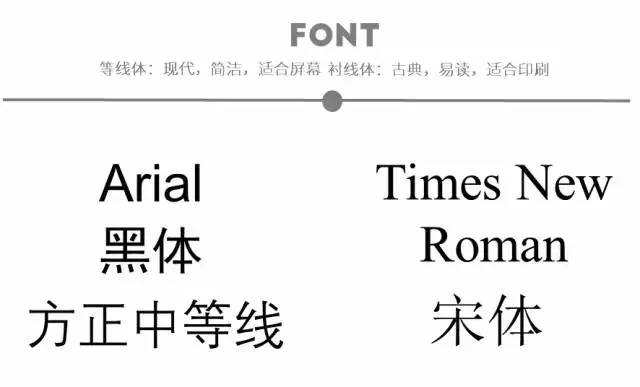 FONT
等线体：现代，简洁，适合屏幕 衬线体：古典，易读，适合印刷
Arial
黑体
方正中等线
Times New
Roman
宋体